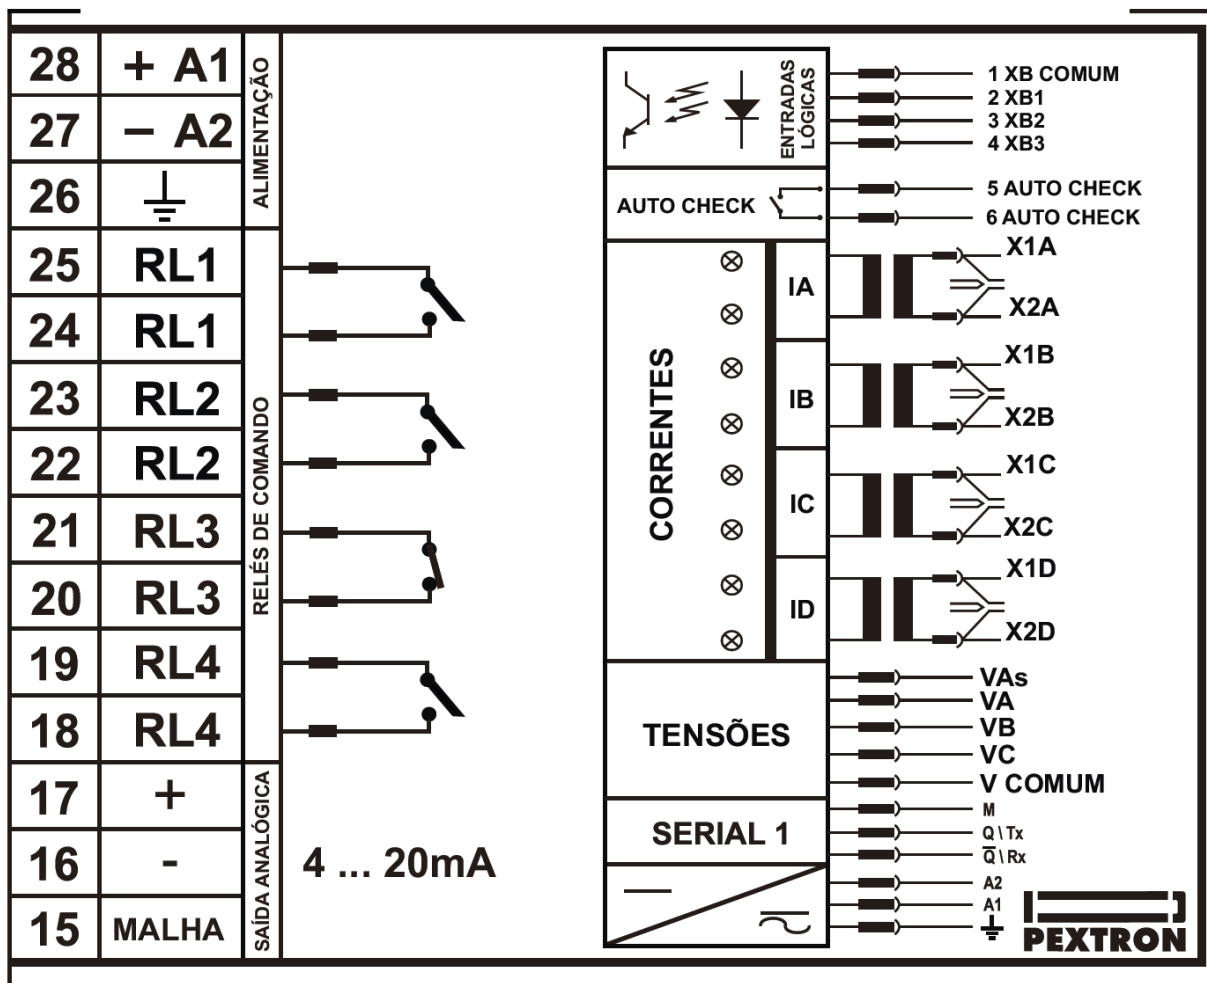 28 + A1
27 – A2
26
ALIMENTAÇÃO
25 RL1
24 RL1
23 RL2
22 RL2
21 RL3
20 RL3
19 RL4
18 RL4
RELÉS DE COMANDO
17 +
16 -
15 MALHA
SAÍDA ANALÓGICA
4 ... 20mA
ENTRADAS
LÓGICAS
1 XB COMUM
2 XB1
3 XB2
4 XB3
AUTO CHECK
5 AUTO CHECK
6 AUTO CHECK
CORRENTES
IA
X1A
X2A
IB
X1B
X2B
IC
X1C
X2C
ID
X1D
X2D
TENSÕES
VAs
VA
VB
VC
V COMUM
SERIAL 1
M
Q \ Tx
Q̅ \ Rx
A2
A1
PEXTRON